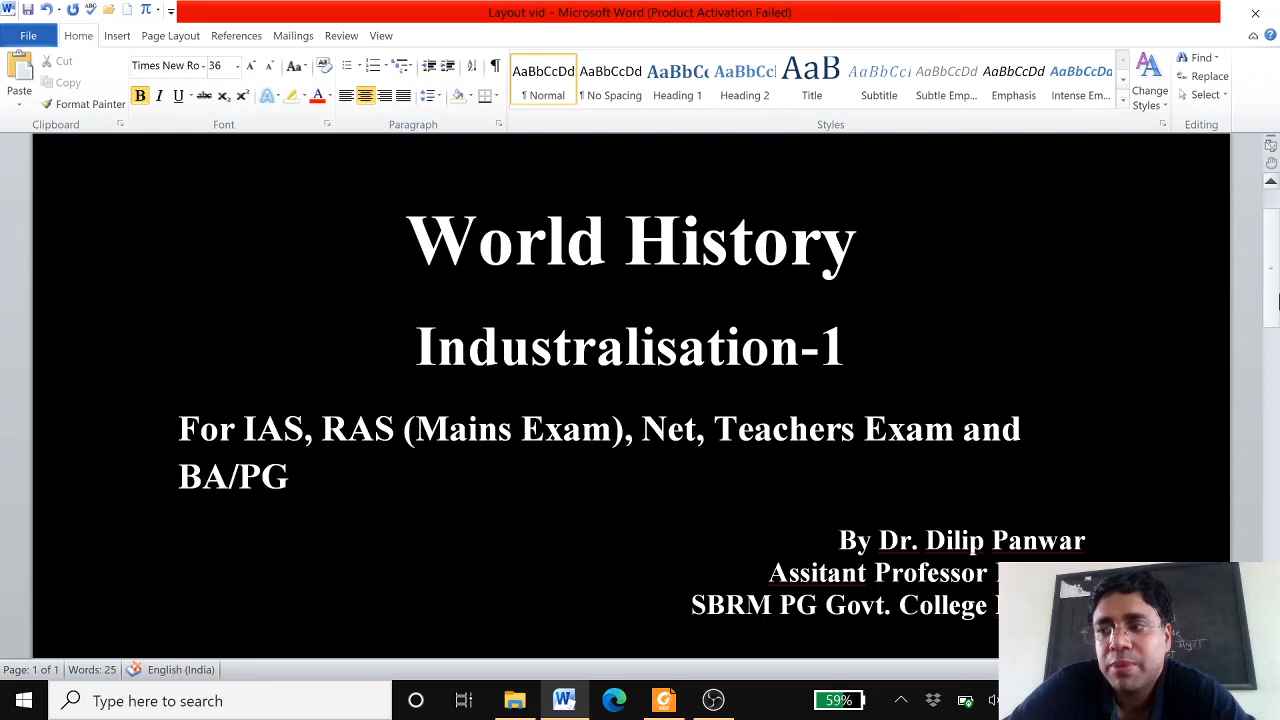 Layout vid - Microsoft Word (Product Activation Failed)
File Home Insert Page Layout References Mailings Review View
Paste
Cut
Copy
Format Painter
Clipboard
Times New Ro 36
Font
Paragraph
AaBbCcDd AaBbCcDd AaBbCc AaBbCc AaB AaBbCc AaBbCcDd AaBbCcDd AaBbCcDd
¶ Normal ¶ No Spacing Heading 1 Heading 2 Title Subtitle Subtle Emp... Emphasis Intense Em...
Styles
Change
Styles
Find
Replace
Select
Editing
World History
Industralisation-1
For IAS, RAS (Mains Exam), Net, Teachers Exam and
BA/PG
By Dr. Dilip Panwar
Assitant Professor
SBRM PG Govt. College
Page: 1 of 1 Words: 25 English (India)
Type here to search
59%